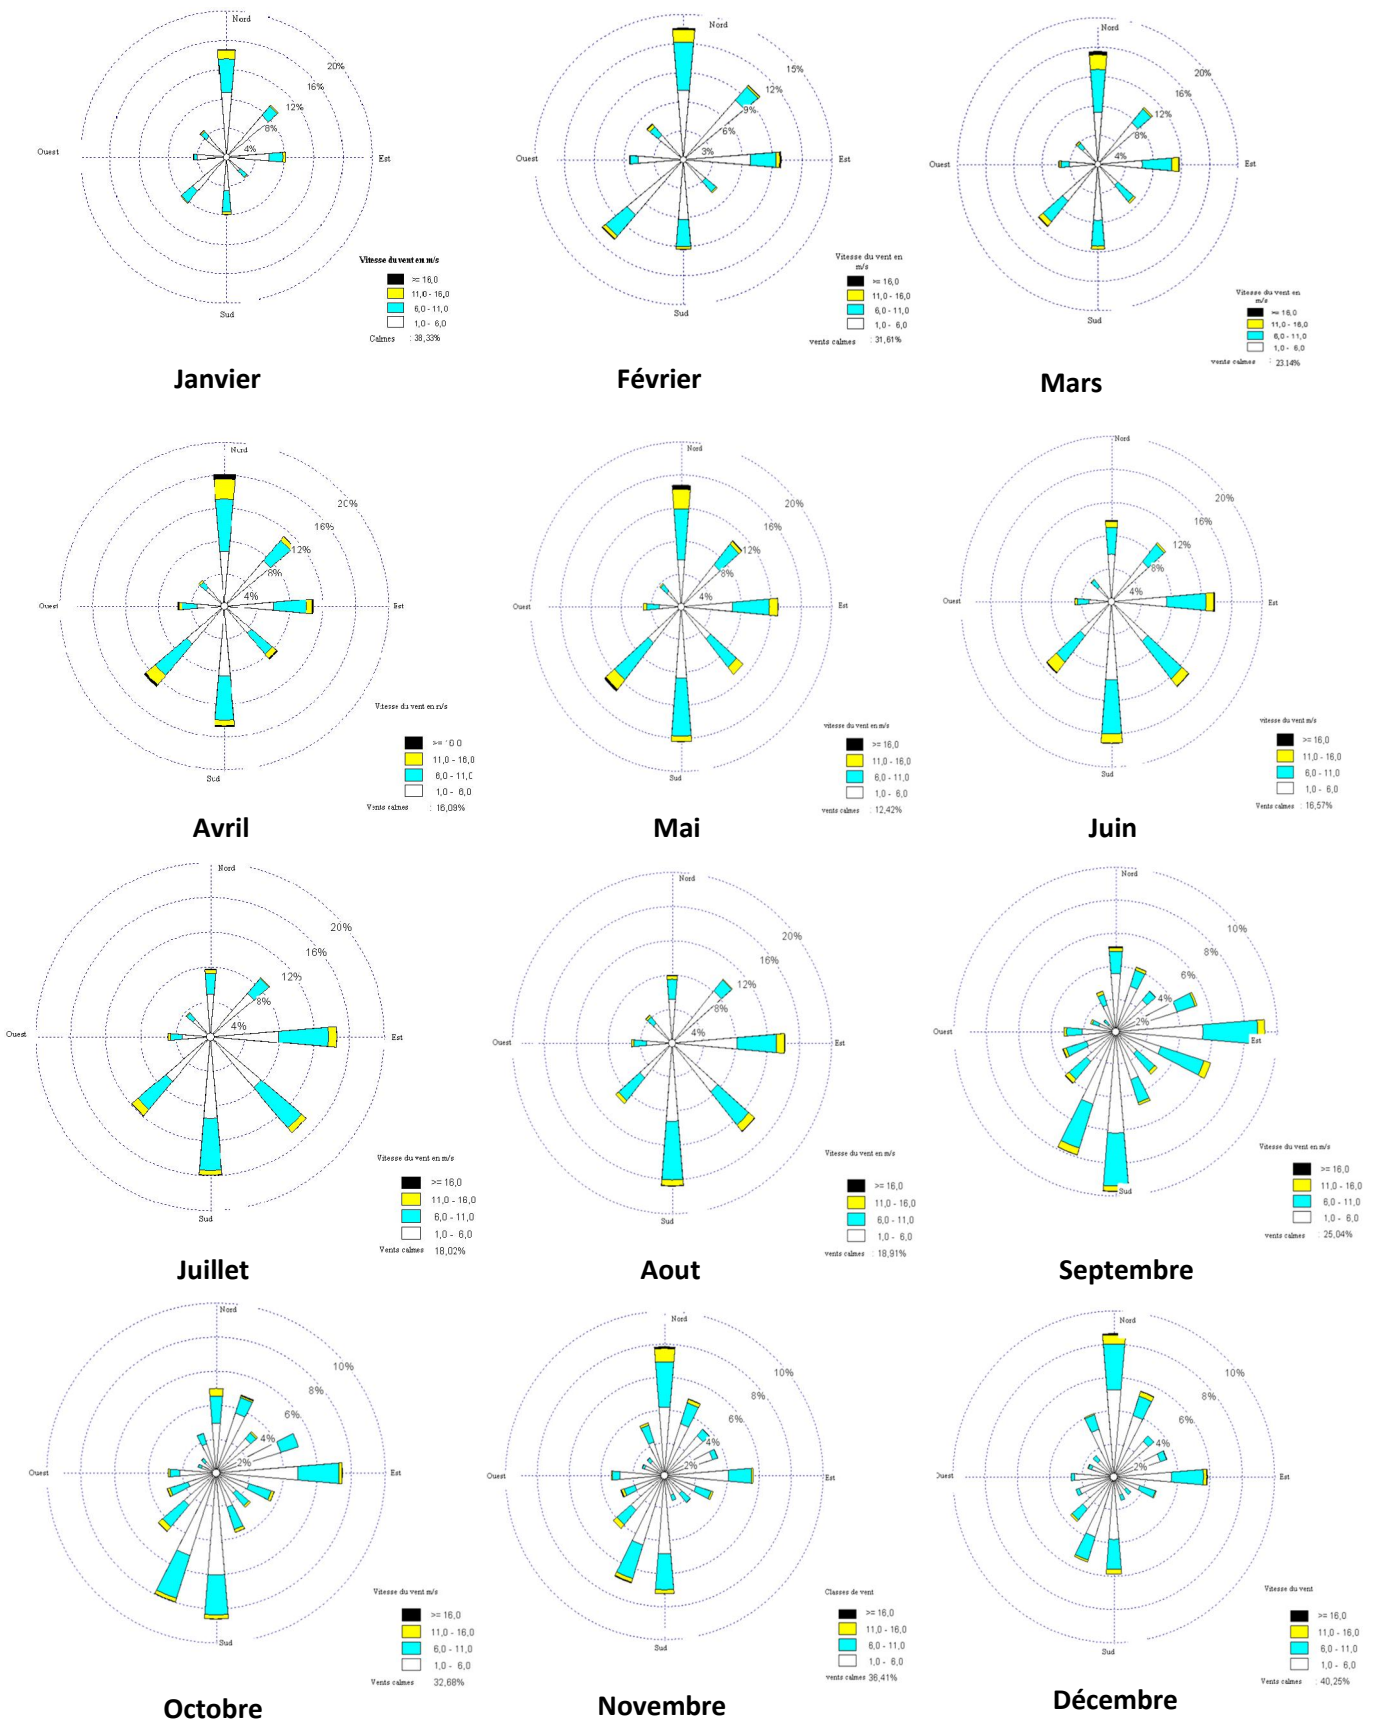 Nord
20%
16%
12%
8%
4%
Ouest
Est
Sud
Vitesse du vent en m/s
>= 16,0
11,0 - 16,0
6,0 - 11,0
1,0 - 6,0
Calmes : 38,33%
Janvier
Nord
15%
12%
9%
6%
3%
Ouest
Est
Sud
Vitesse du vent en
m/s
>= 16,0
11,0 - 16,0
6,0 - 11,0
1,0 - 6,0
vents calmes : 31,61%
Février
Nord
20%
16%
12%
8%
4%
Ouest
Est
Sud
Vitesse du vent en
m/s
>= 16,0
11,0 - 16,0
6,0 - 11,0
1,0 - 6,0
vents calmes : 23.14%
Mars
Nord
20%
16%
12%
8%
4%
Ouest
Est
Sud
Vitesse du vent en m/s
>= 16,0
11,0 - 16,0
6,0 - 11,0
1,0 - 6,0
Vents calmes : 16,09%
Avril
Nord
20%
16%
12%
8%
4%
Ouest
Est
Sud
vitesse du vent en m/s
>= 16,0
11,0 - 16,0
6,0 - 11,0
1,0 - 6,0
vents calmes : 12,42%
Mai
Nord
20%
16%
12%
8%
4%
Ouest
Est
Sud
vitesse du vent m/s
>= 16,0
11,0 - 16,0
6,0 - 11,0
1,0 - 6,0
Vents calmes : 16,57%
Juin
Nord
20%
16%
12%
8%
4%
Ouest
Est
Sud
Vitesse du vent en m/s
>= 16,0
11,0 - 16,0
6,0 - 11,0
1,0 - 6,0
Vents calmes 18,02%
Juillet
Nord
20%
16%
12%
8%
4%
Ouest
Est
Sud
Vitesse du vent en m/s
>= 16,0
11,0 - 16,0
6,0 - 11,0
1,0 - 6,0
vents calmes : 18,91%
Aout
Nord
10%
8%
6%
4%
2%
Ouest
Est
Sud
Vitesse du vent en m/s
>= 16,0
11,0 - 16,0
6,0 - 11,0
1,0 - 6,0
vents calmes : 25,04%
Septembre
Nord
10%
8%
6%
4%
2%
Ouest
Est
Sud
Vitesse du vent m/s
>= 16,0
11,0 - 16,0
6,0 - 11,0
1,0 - 6,0
Vents calmes 32,68%
Octobre
Nord
10%
8%
6%
4%
2%
Ouest
Est
Sud
Classes de vent
>= 16,0
11,0 - 16,0
6,0 - 11,0
1,0 - 6,0
vents calmes 36,41%
Novembre
Nord
10%
8%
6%
4%
2%
Ouest
Est
Sud
Vitesse du vent
>= 16,0
11,0 - 16,0
6,0 - 11,0
1,0 - 6,0
Vents calmes : 40,25%
Décembre